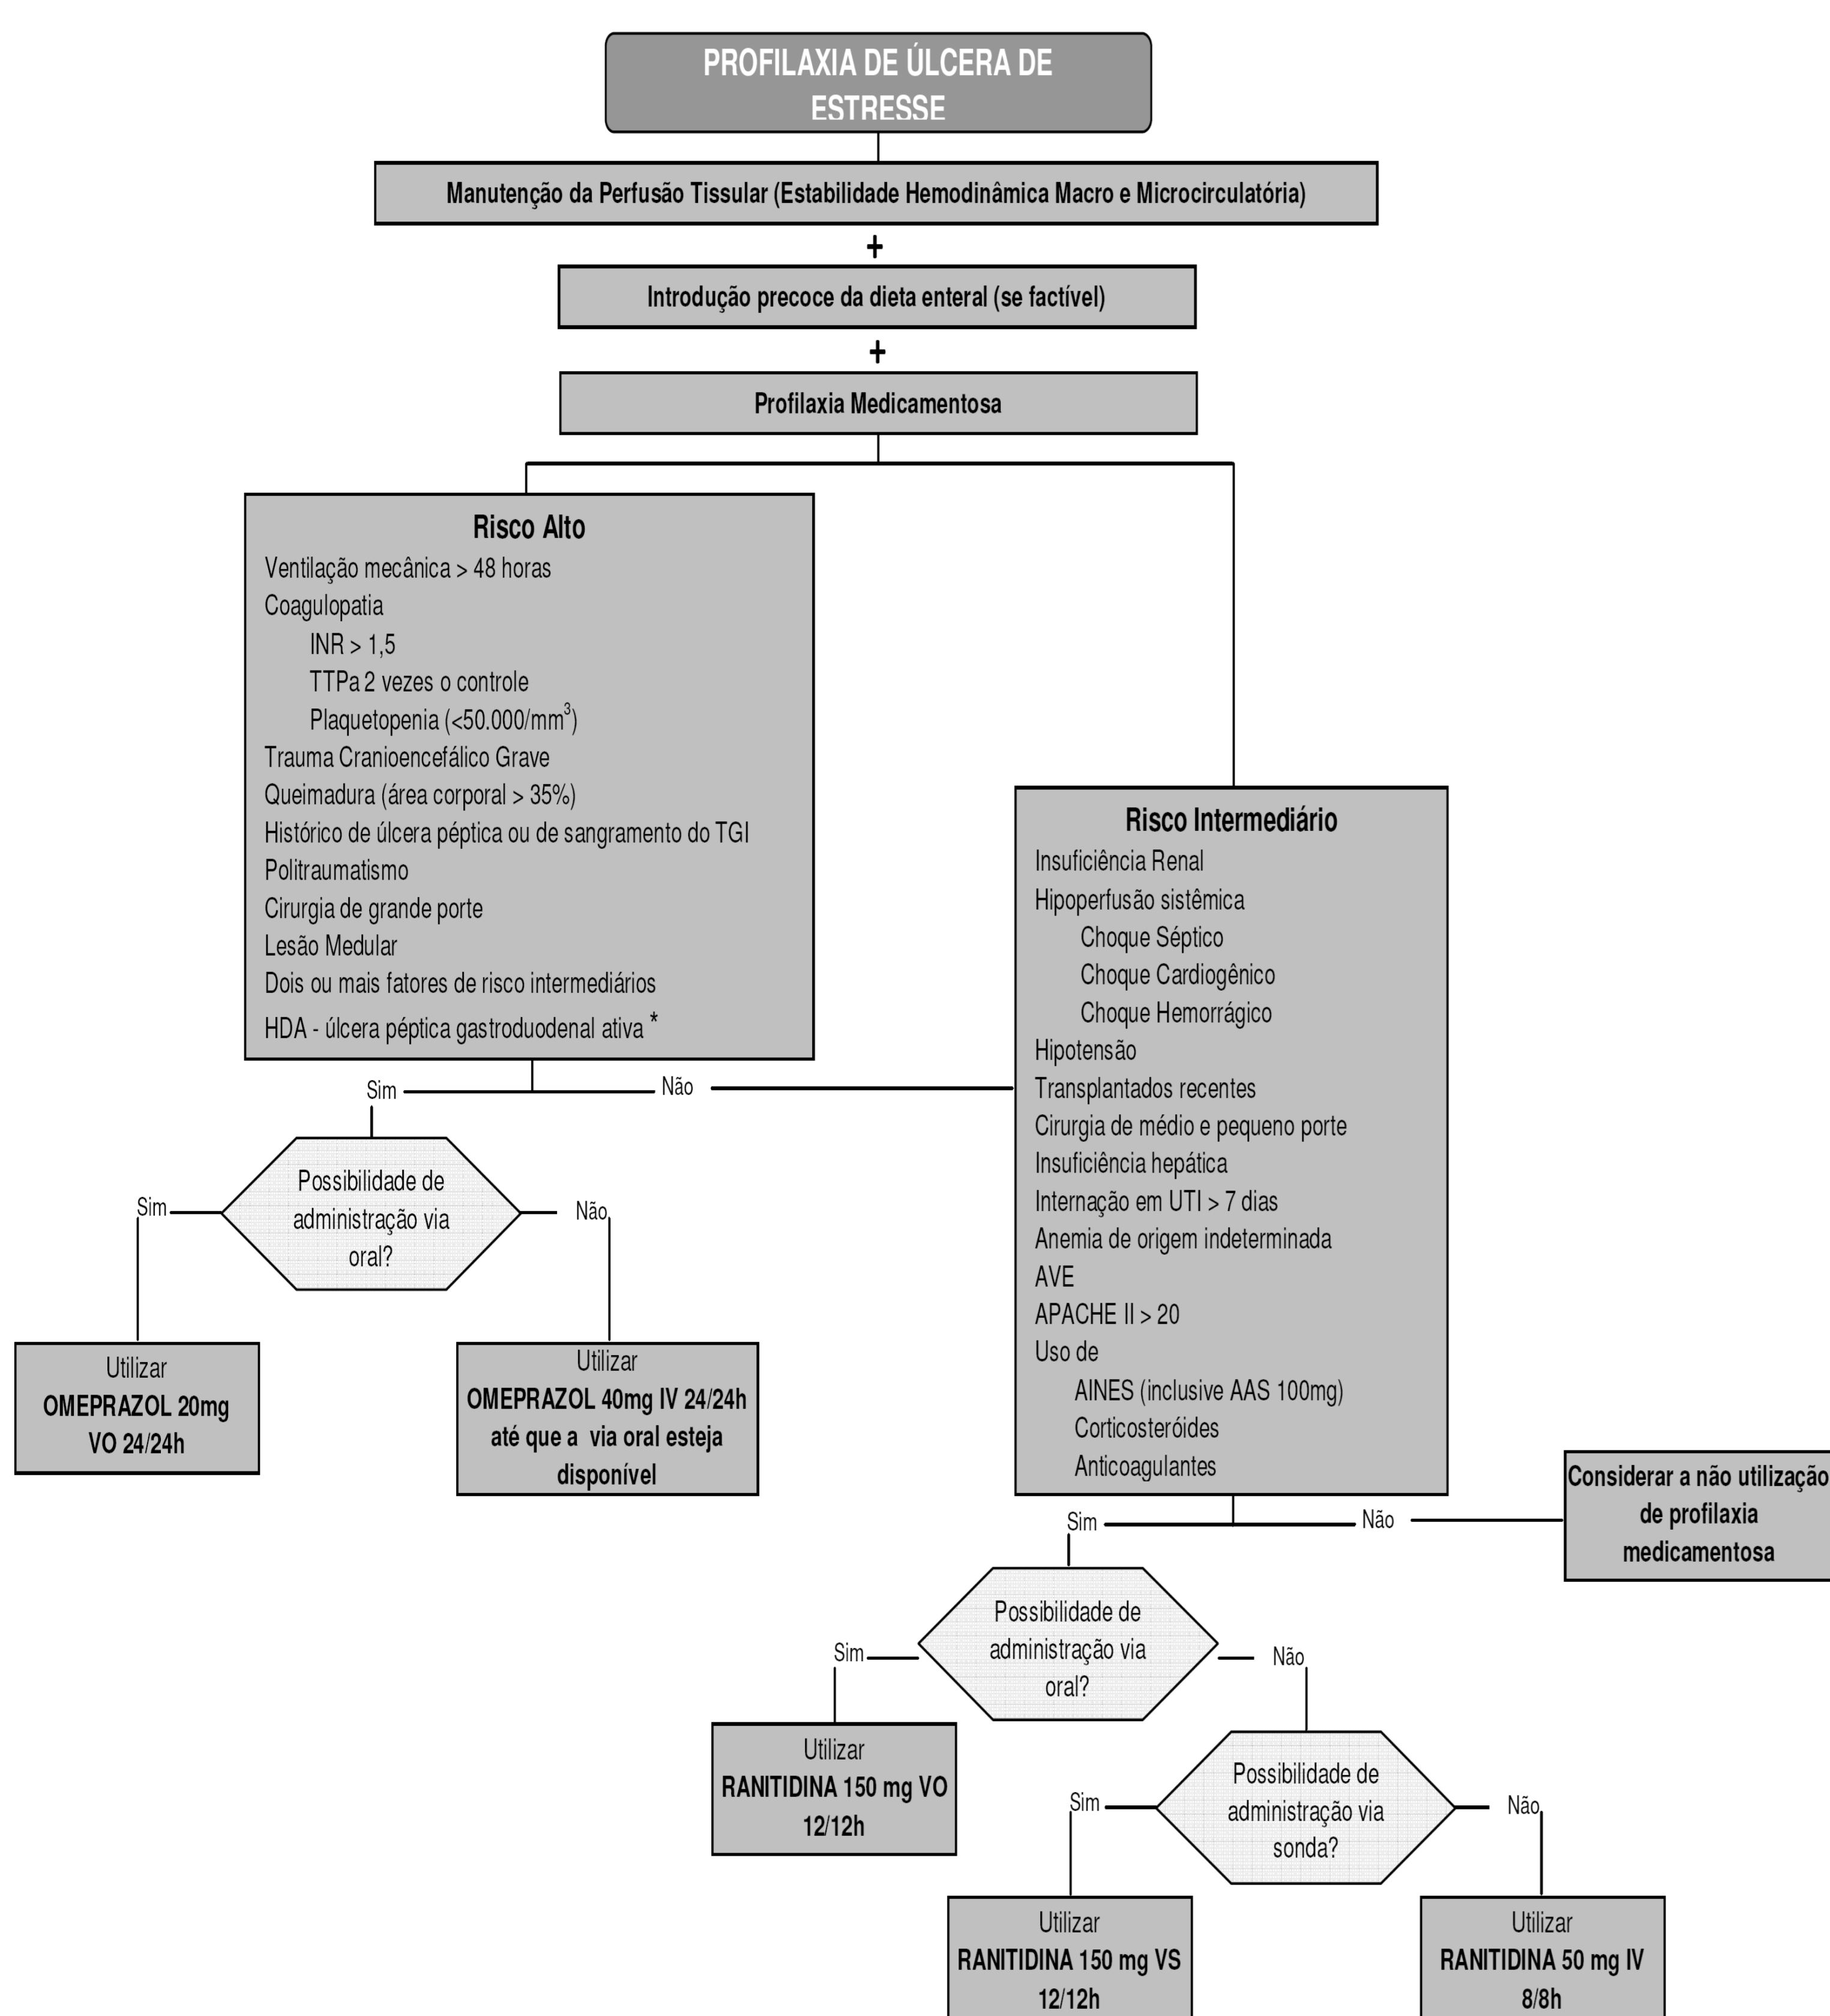 PROFILAXIA DE ÚLCERA DE
ESTRESSE
Manutenção da Perfusão Tissular (Estabilidade Hemodinâmica Macro e Microcirculatória)
+
Introdução precoce da dieta enteral (se factível)
+
Profilaxia Medicamentosa
Risco Alto
Ventilação mecânica > 48 horas
Coagulopatia
INR > 1,5
TTPa 2 vezes o controle
Plaquetopenia (<50.000/mm³)
Trauma Cranioencefálico Grave
Queimadura (área corporal > 35%)
Histórico de úlcera péptica ou de sangramento do TGI
Politraumatismo
Cirurgia de grande porte
Lesão Medular
Dois ou mais fatores de risco intermediários
HDA - úlcera péptica gastroduodenal ativa *
Sim
Não
Possibilidade de
administração via
oral?
Sim
Não
Utilizar
OMEPRAZOL 20mg
VO 24/24h
Utilizar
OMEPRAZOL 40mg IV 24/24h
até que a via oral esteja
disponível
Risco Intermediário
Insuficiência Renal
Hipoperfusão sistêmica
Choque Séptico
Choque Cardiogênico
Choque Hemorrágico
Hipotensão
Transplantados recentes
Cirurgia de médio e pequeno porte
Insuficiência hepática
Internação em UTI > 7 dias
Anemia de origem indeterminada
AVE
APACHE II > 20
Uso de
AINES (inclusive AAS 100mg)
Corticosteróides
Anticoagulantes
Sim
Não
Considerar a não utilização
de profilaxia
medicamentosa
Possibilidade de
administração via
oral?
Sim
Não
Utilizar
RANITIDINA 150 mg VO
12/12h
Possibilidade de
administração via
sonda?
Sim
Não
Utilizar
RANITIDINA 150 mg VS
12/12h
Utilizar
RANITIDINA 50 mg IV
8/8h